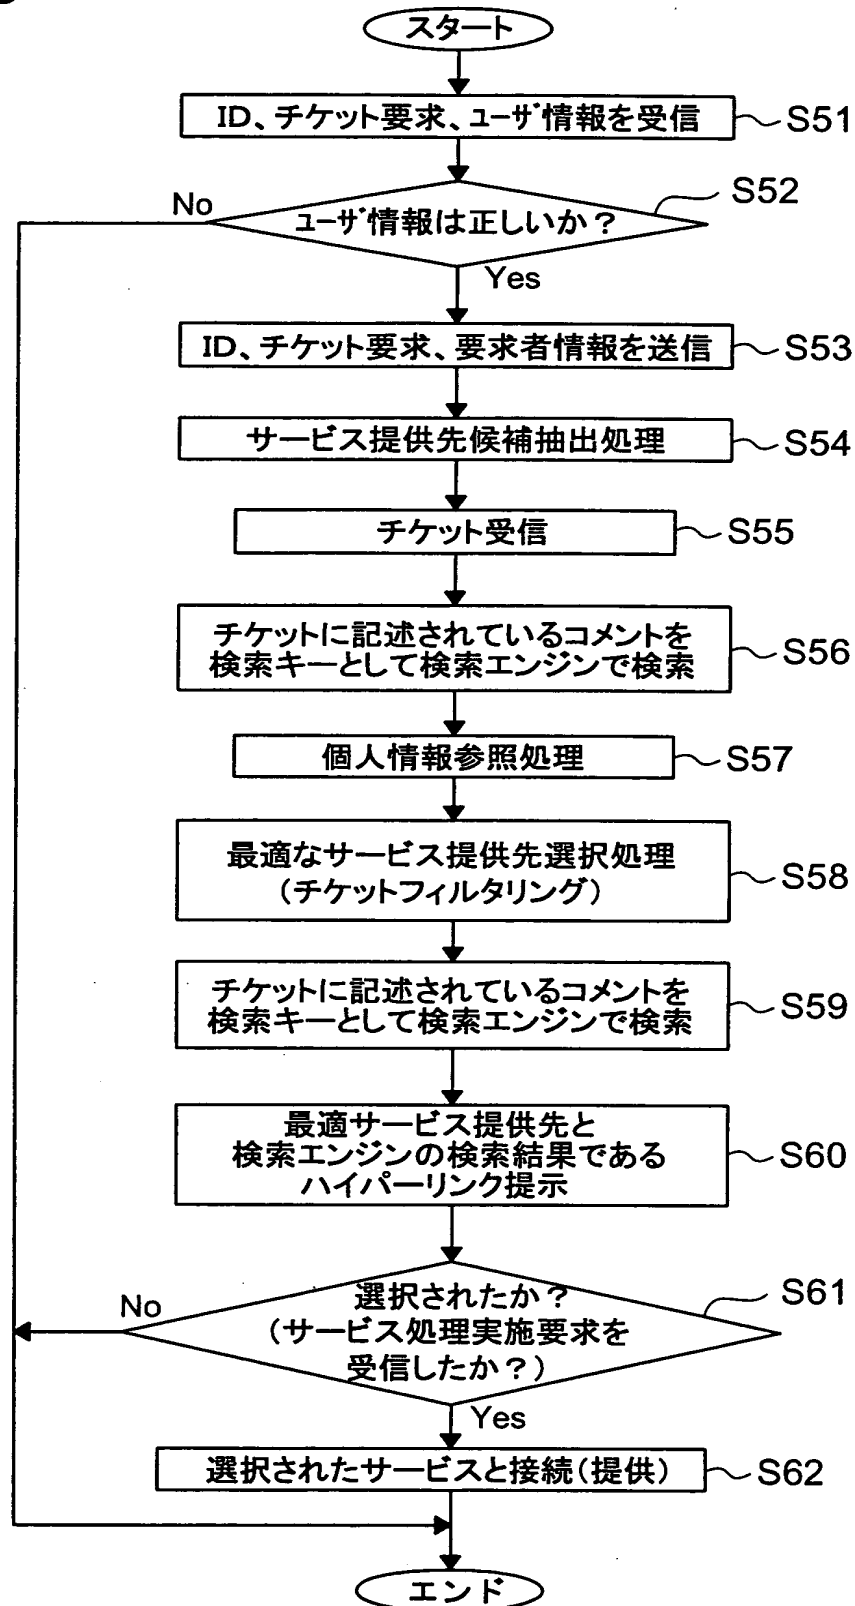 スタート
ID、チケット要求、ユーザ情報を受信
S51
ユーザ情報は正しいか？
S52
No
Yes
ID、チケット要求、要求者情報を送信
S53
サービス提供先候補抽出処理
S54
チケット受信
S55
チケットに記述されているコメントを
検索キーとして検索エンジンで検索
S56
個人情報参照処理
S57
最適なサービス提供先選択処理
（チケットフィルタリング）
S58
チケットに記述されているコメントを
検索キーとして検索エンジンで検索
S59
最適サービス提供先と
検索エンジンの検索結果である
ハイパーリンク提示
S60
選択されたか？
（サービス処理実施要求を
受信したか？）
S61
No
Yes
選択されたサービスと接続（提供）
S62
エンド